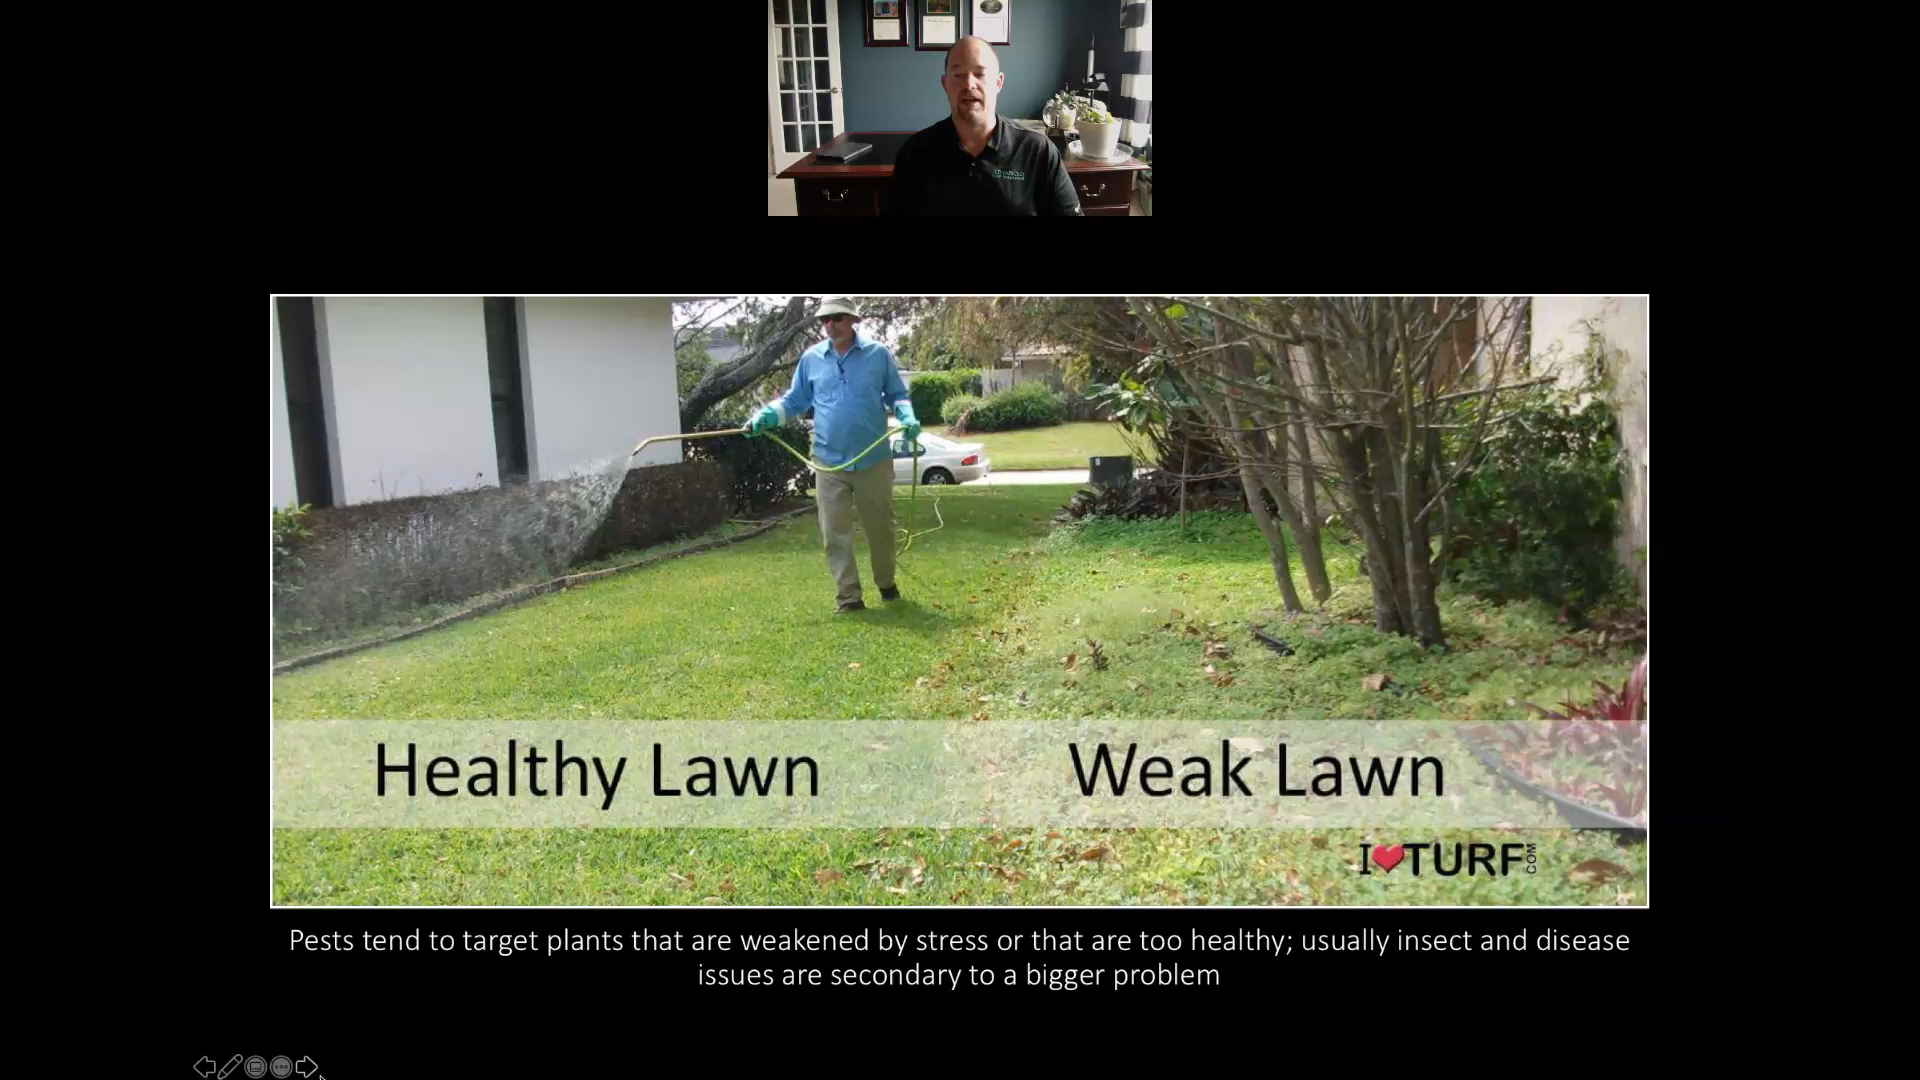 Healthy Lawn
Weak Lawn
I❤TURF.COM
Pests tend to target plants that are weakened by stress or that are too healthy; usually insect and disease
issues are secondary to a bigger problem